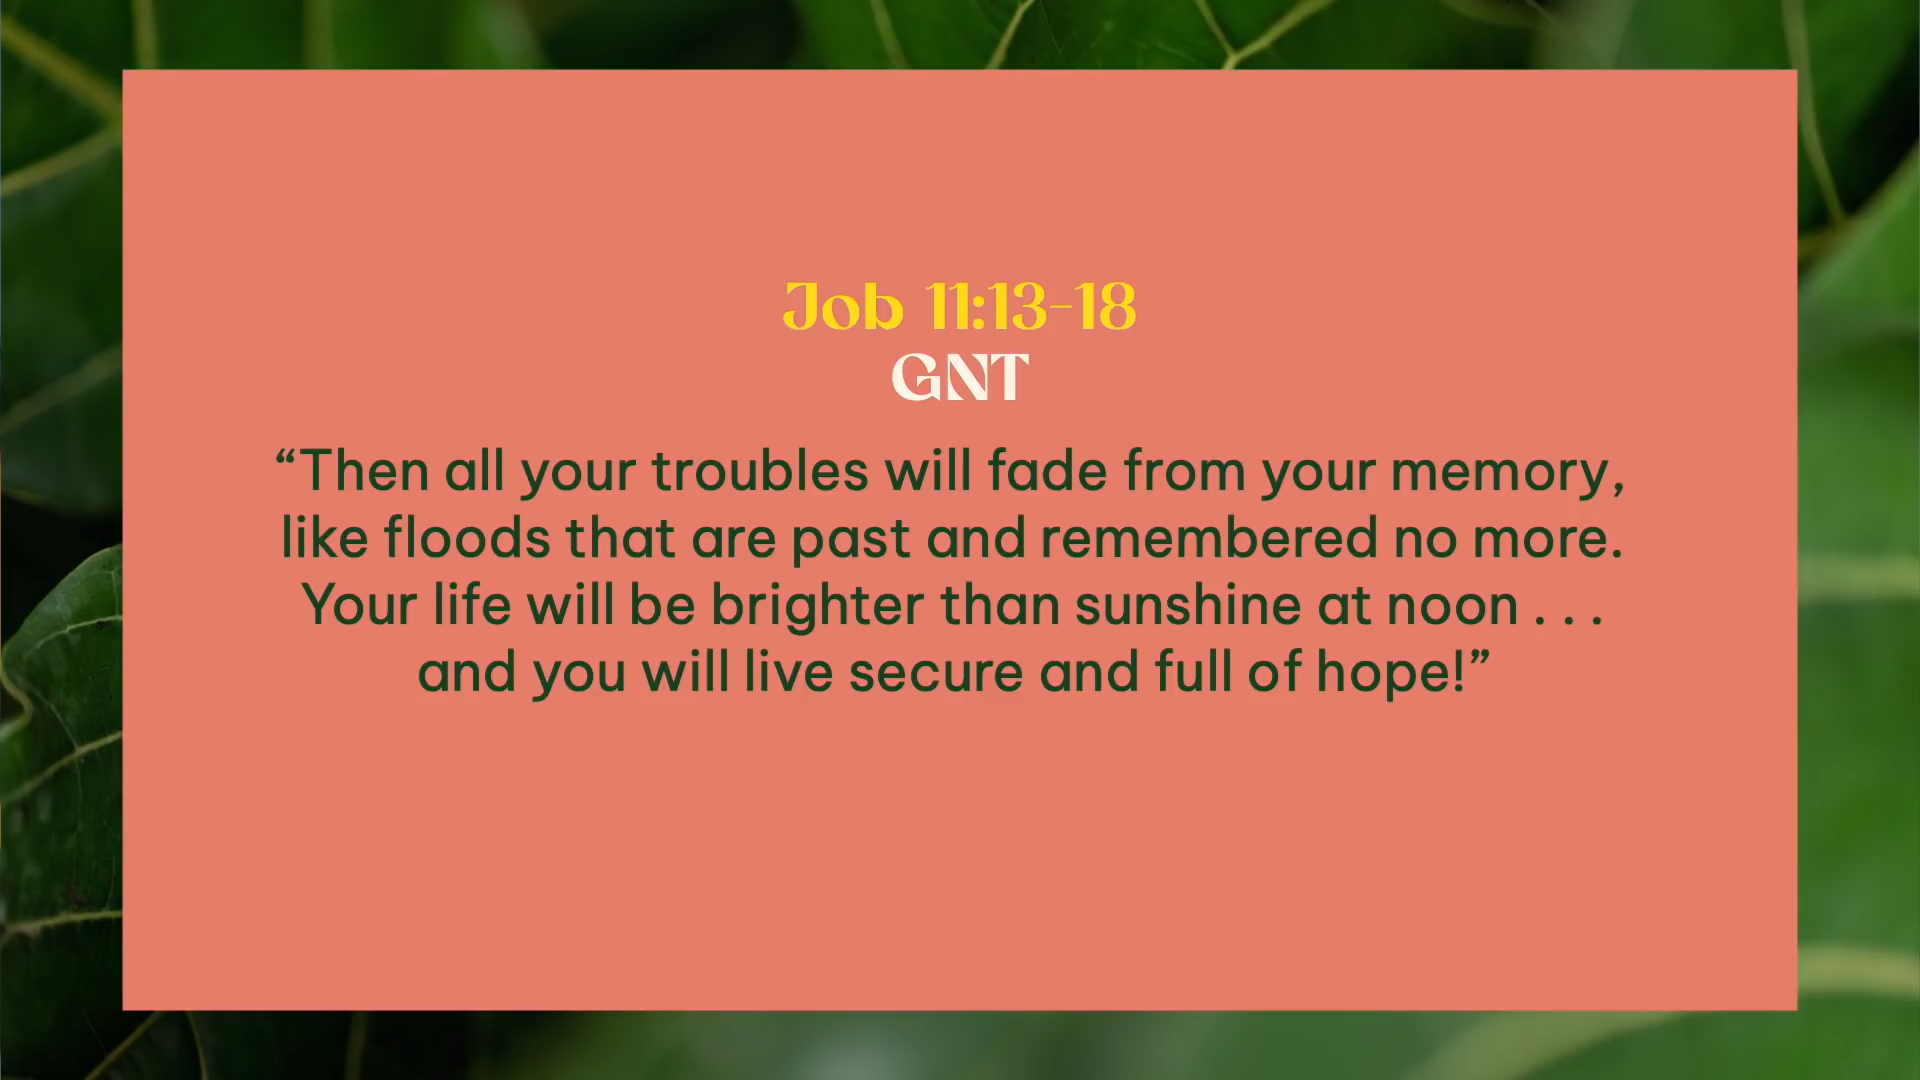 Job 11:13-18
GNT
“Then all your troubles will fade from your memory,
like floods that are past and remembered no more.
Your life will be brighter than sunshine at noon . . .
and you will live secure and full of hope!”